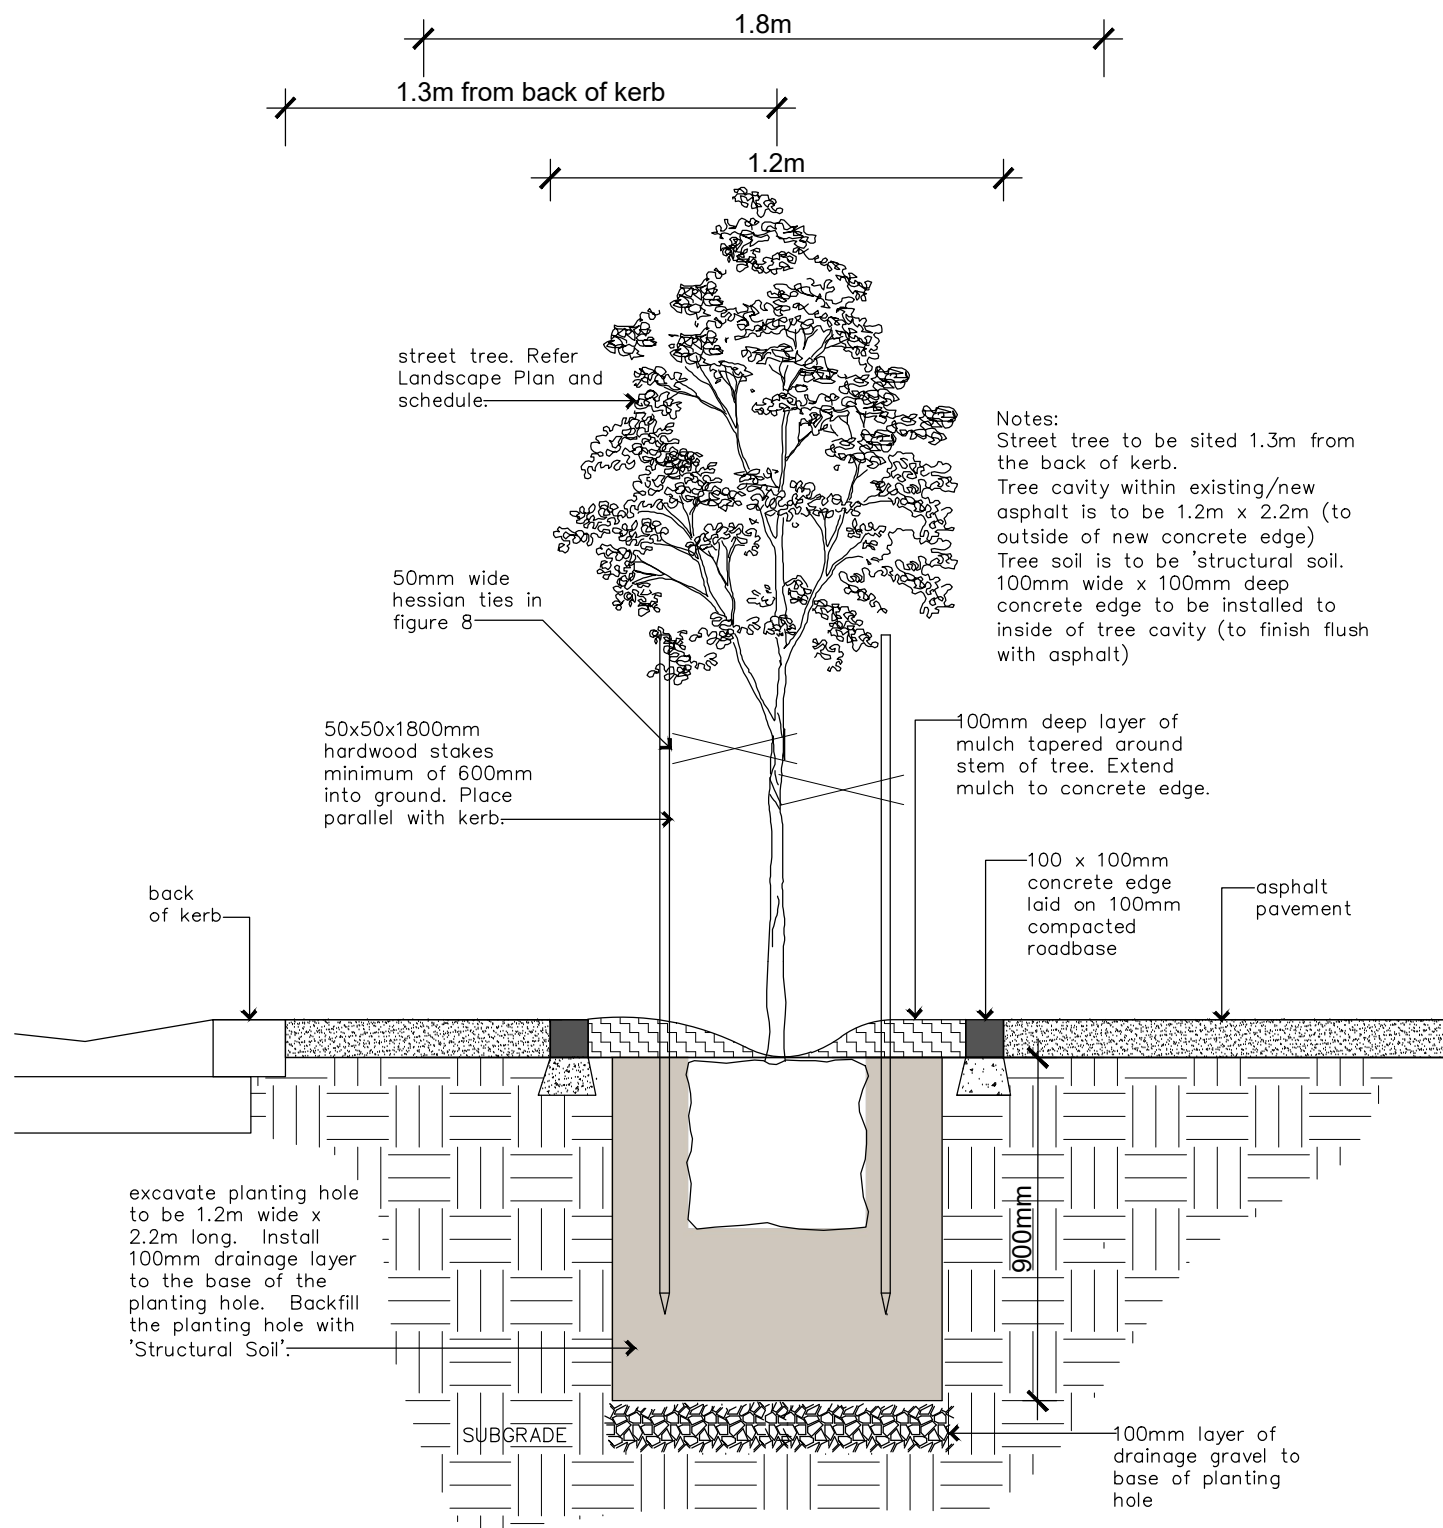 1.8m
1.3m from back of kerb
1.2m
street tree. Refer
Landscape Plan and
schedule.
Notes:
Street tree to be sited 1.3m from
the back of kerb.
Tree cavity within existing/new
asphalt is to be 1.2m x 2.2m (to
outside of new concrete edge)
Tree soil is to be 'structural soil.
100mm wide x 100mm deep
concrete edge to be installed to
inside of tree cavity (to finish flush
with asphalt)
50mm wide
hessian ties in
figure 8
50x50x1800mm
hardwood stakes
minimum of 600mm
into ground. Place
parallel with kerb.
100mm deep layer of
mulch tapered around
stem of tree. Extend
mulch to concrete edge.
back
of kerb
100 x 100mm
concrete edge
laid on 100mm
compacted
roadbase
asphalt
pavement
excavate planting hole
to be 1.2m wide x
2.2m long. Install
100mm drainage layer
to the base of the
planting hole. Backfill
the planting hole with
'Structural Soil'.
900mm
SUBGRADE
100mm layer of
drainage gravel to
base of planting
hole